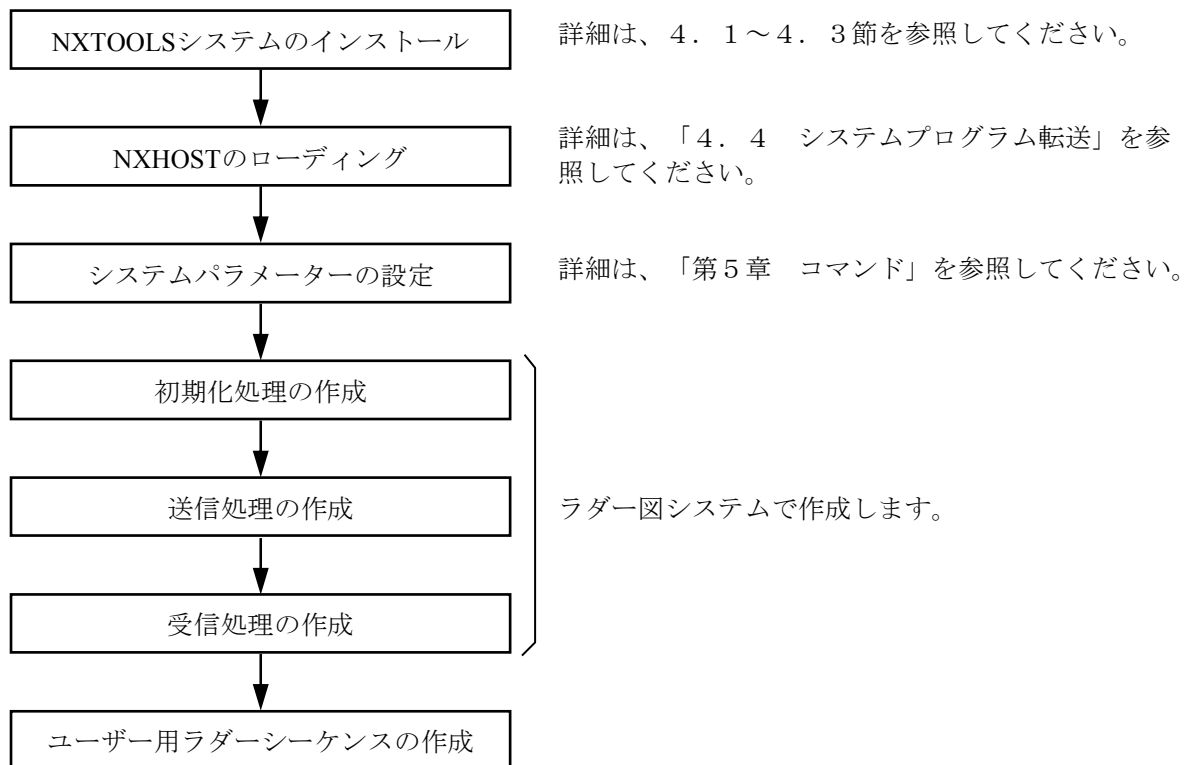 NXTOOLSシステムのインストール
詳細は、４．１～４．３節を参照してください。
NXHOSTのローディング
詳細は、「４．４　システムプログラム転送」を参
照してください。
システムパラメーターの設定
詳細は、「第５章　コマンド」を参照してください。
初期化処理の作成
送信処理の作成
ラダー図システムで作成します。
受信処理の作成
ユーザー用ラダーシーケンスの作成